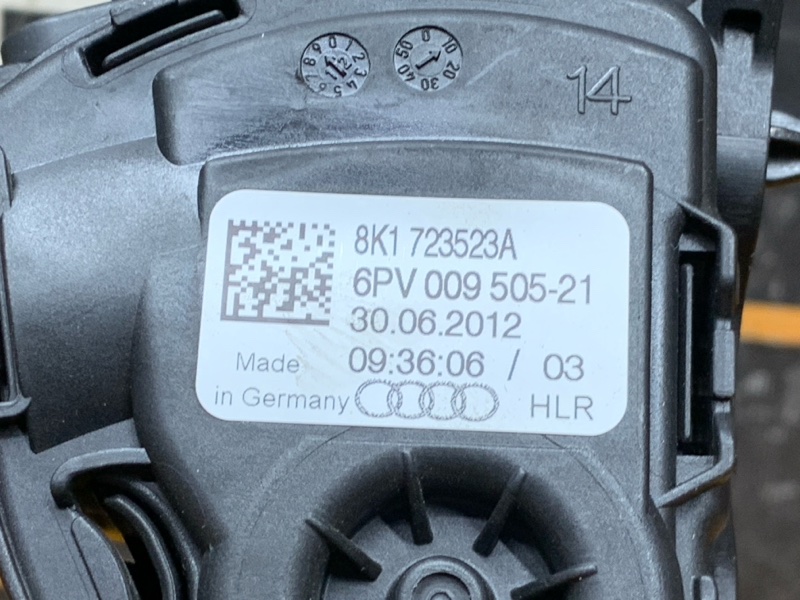 14
8K1 723523A
6PV 009 505-21
30.06.2012
Made 09:36:06 / 03
in Germany HLR